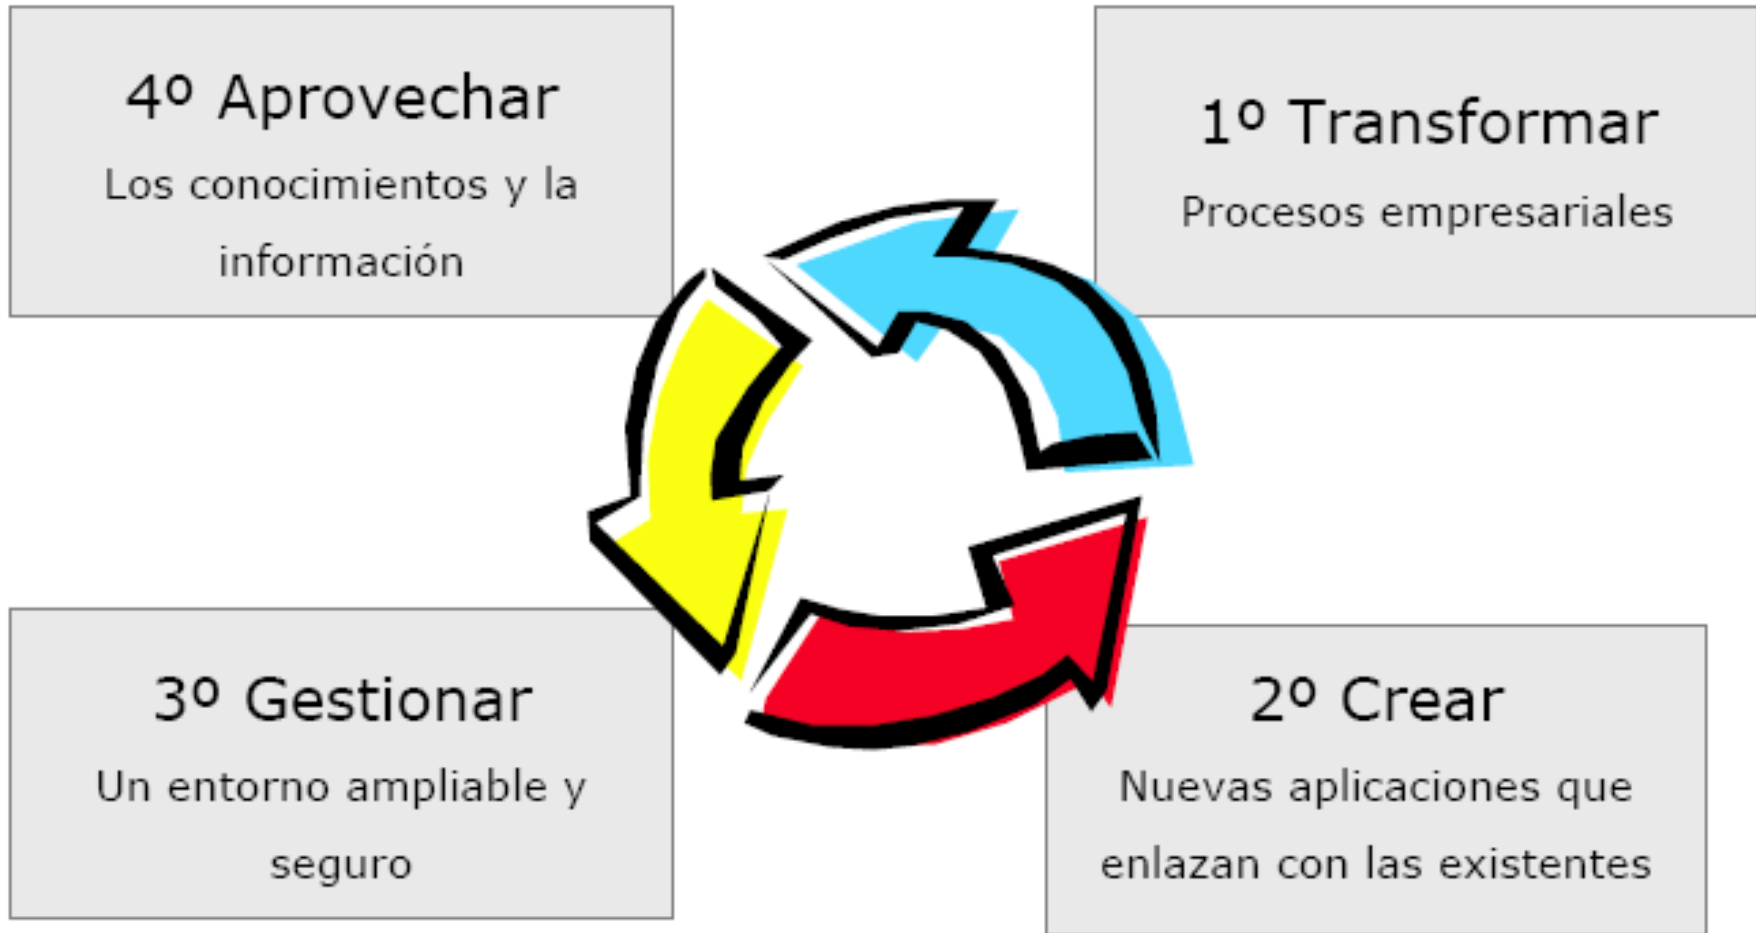 4º Aprovechar
Los conocimientos y la
información
1º Transformar
Procesos empresariales
3º Gestionar
Un entorno ampliable y
seguro
2º Crear
Nuevas aplicaciones que
enlazan con las existentes